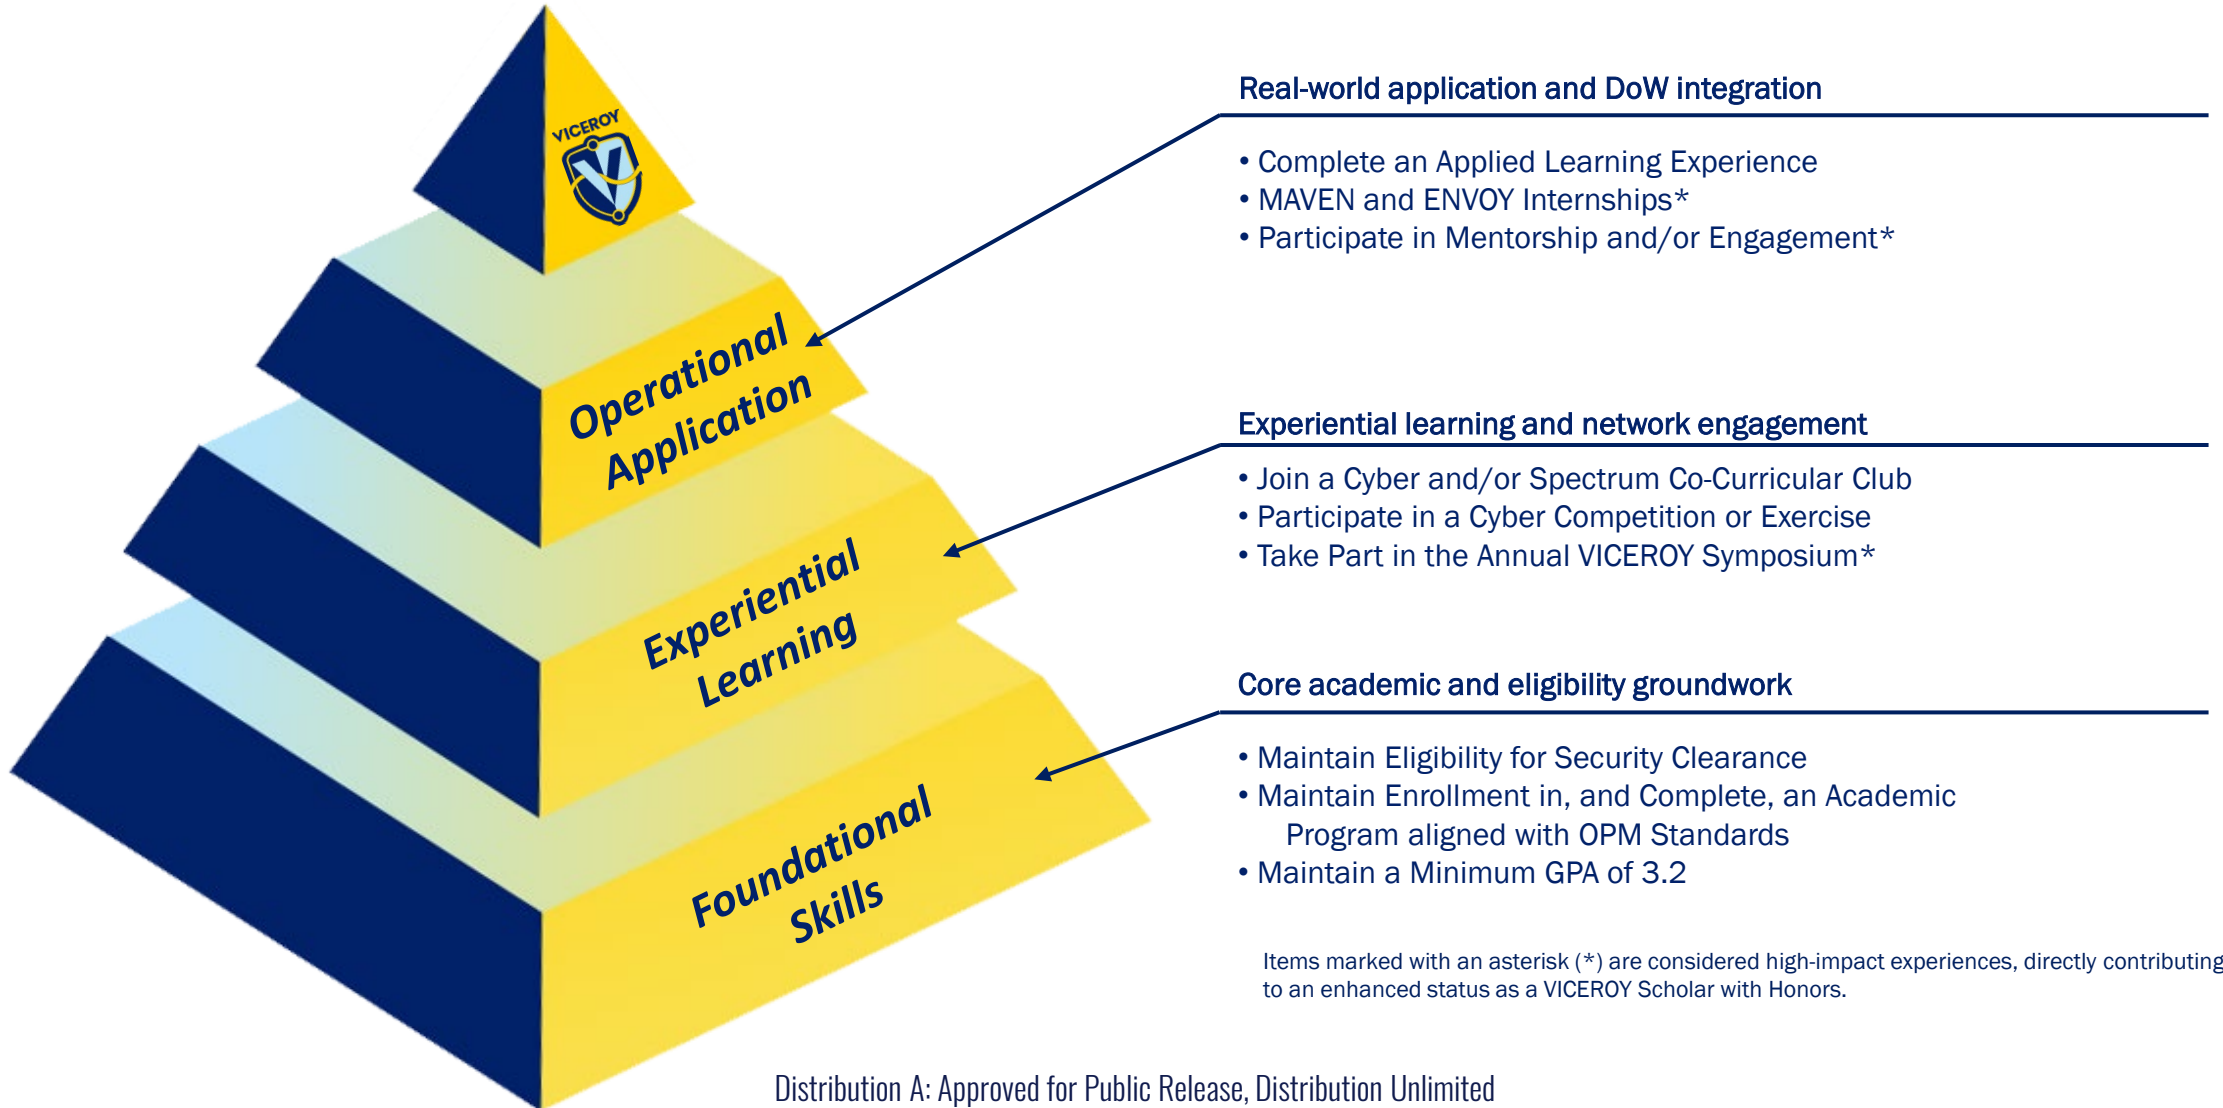 VICEROY
Real-world application and DoW integration
• Complete an Applied Learning Experience
• MAVEN and ENVOY Internships*
• Participate in Mentorship and/or Engagement*
Operational
Application
Experiential learning and network engagement
• Join a Cyber and/or Spectrum Co-Curricular Club
• Participate in a Cyber Competition or Exercise
• Take Part in the Annual VICEROY Symposium*
Experiential
Learning
Core academic and eligibility groundwork
• Maintain Eligibility for Security Clearance
• Maintain Enrollment in, and Complete, an Academic
Program aligned with OPM Standards
• Maintain a Minimum GPA of 3.2
Foundational
Skills
Items marked with an asterisk (*) are considered high-impact experiences, directly contributing
to an enhanced status as a VICEROY Scholar with Honors.
Distribution A: Approved for Public Release, Distribution Unlimited